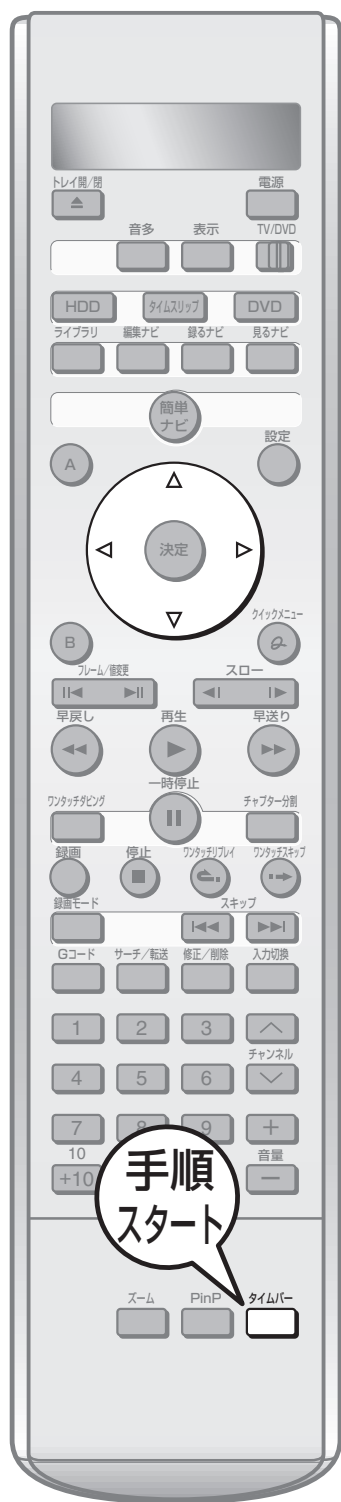 トレイ開/閉 電源
音多 表示 TV/DVD
HDD タイムスリップ DVD
ライブラリ 編集ナビ 録るナビ 見るナビ
簡単
ナビ
設定
A
決定
クイックメニュー
B
フレーム/値変更 スロー
早戻し 再生 早送り
一時停止
ワンタッチダビング チャプター分割
録画 停止 ワンタッチリプレイ ワンタッチスキップ
録画モード スキップ
Gコード サーチ/転送 修正/削除 入力切換
1 2 3
チャンネル
4 5 6
7 8 9 +
10 音量
+10 −
手順
スタート
ズーム PinP タイムバー